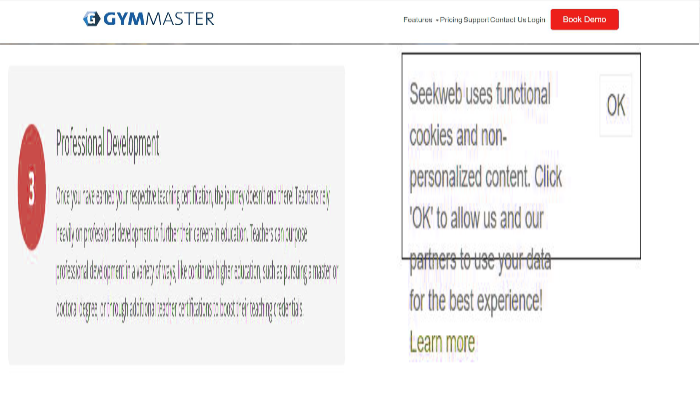 GYMMASTER
Features Pricing Support Contact Us Login Book Demo
3
Professional Development
Once you have earned your respective teaching certification, the journey doesn't end there. Teachers rely
heavily on professional development to further their careers in education. Teachers can purpose
professional development in a variety of ways, like continued higher education, such as pursuing a master or
doctoral degree, or through additional teacher certifications to boost their teaching credentials.
Seekweb uses functional
cookies and non-
personalized content. Click
'OK' to allow us and our
partners to use your data
for the best experience!
Learn more
OK